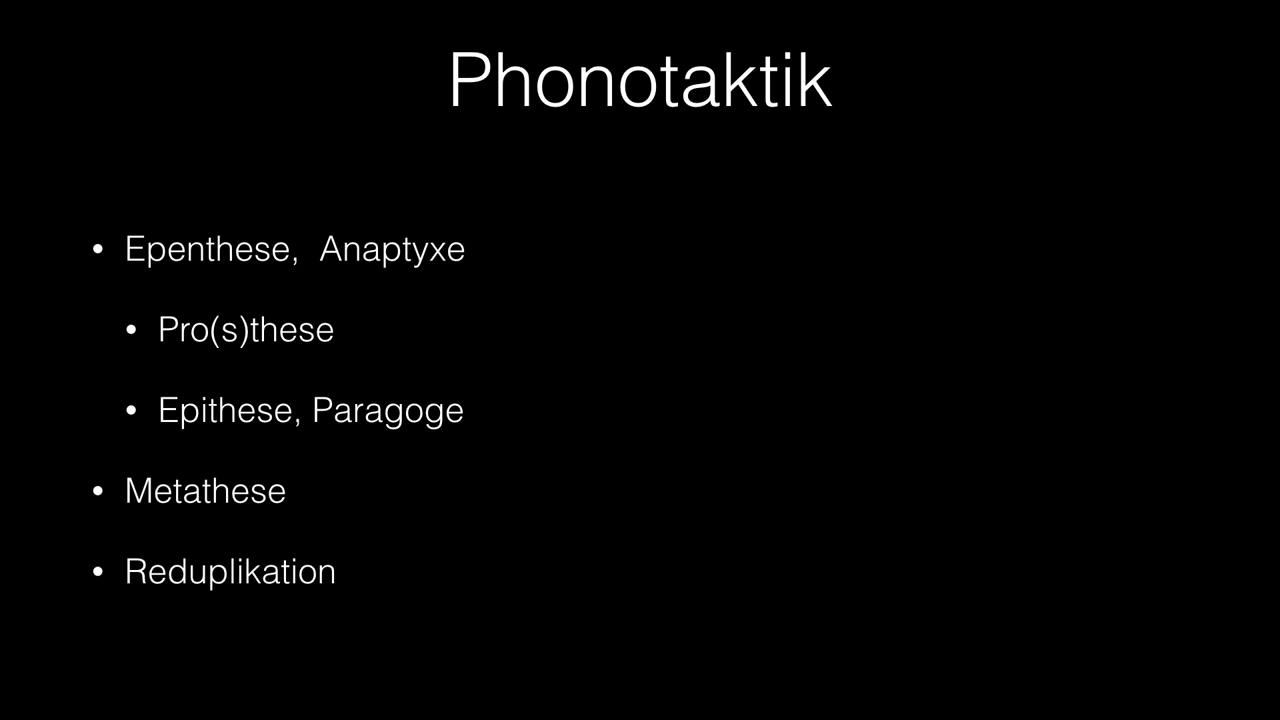 Phonotaktik
• Epenthese,  Anaptyxe
• Pro(s)these
• Epithese, Paragoge
• Metathese
• Reduplikation